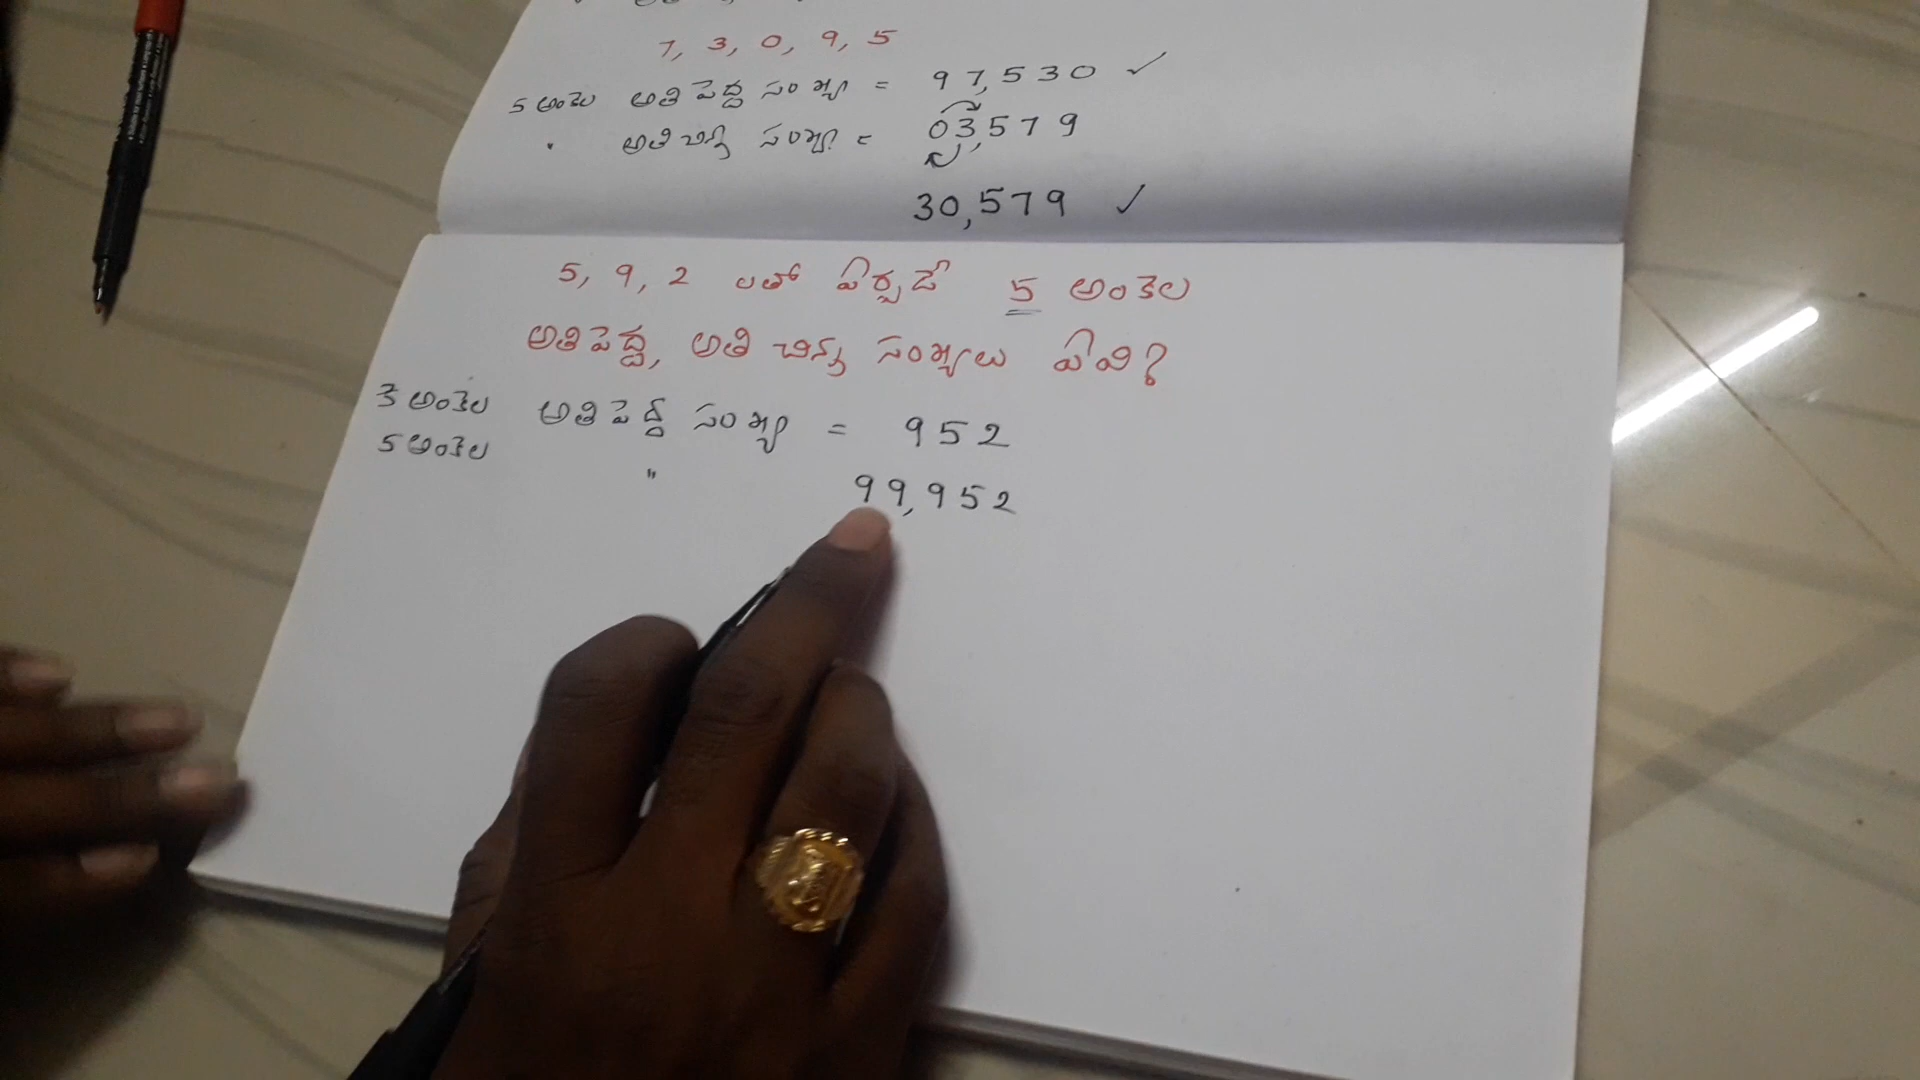 7, 3, 0, 9, 5
5 అంకెల అతి పెద్ద సంఖ్య = 97,530 ✓
" అతి చిన్న సంఖ్య = 03,579
30,579 ✓
5, 9, 2 లతో ఏర్పడే 5 అంకెల
అతిపెద్ద, అతి చిన్న సంఖ్యలు ఏవి?
3 అంకెల అతి పెద్ద సంఖ్య = 952
5 అంకెల " 99,952